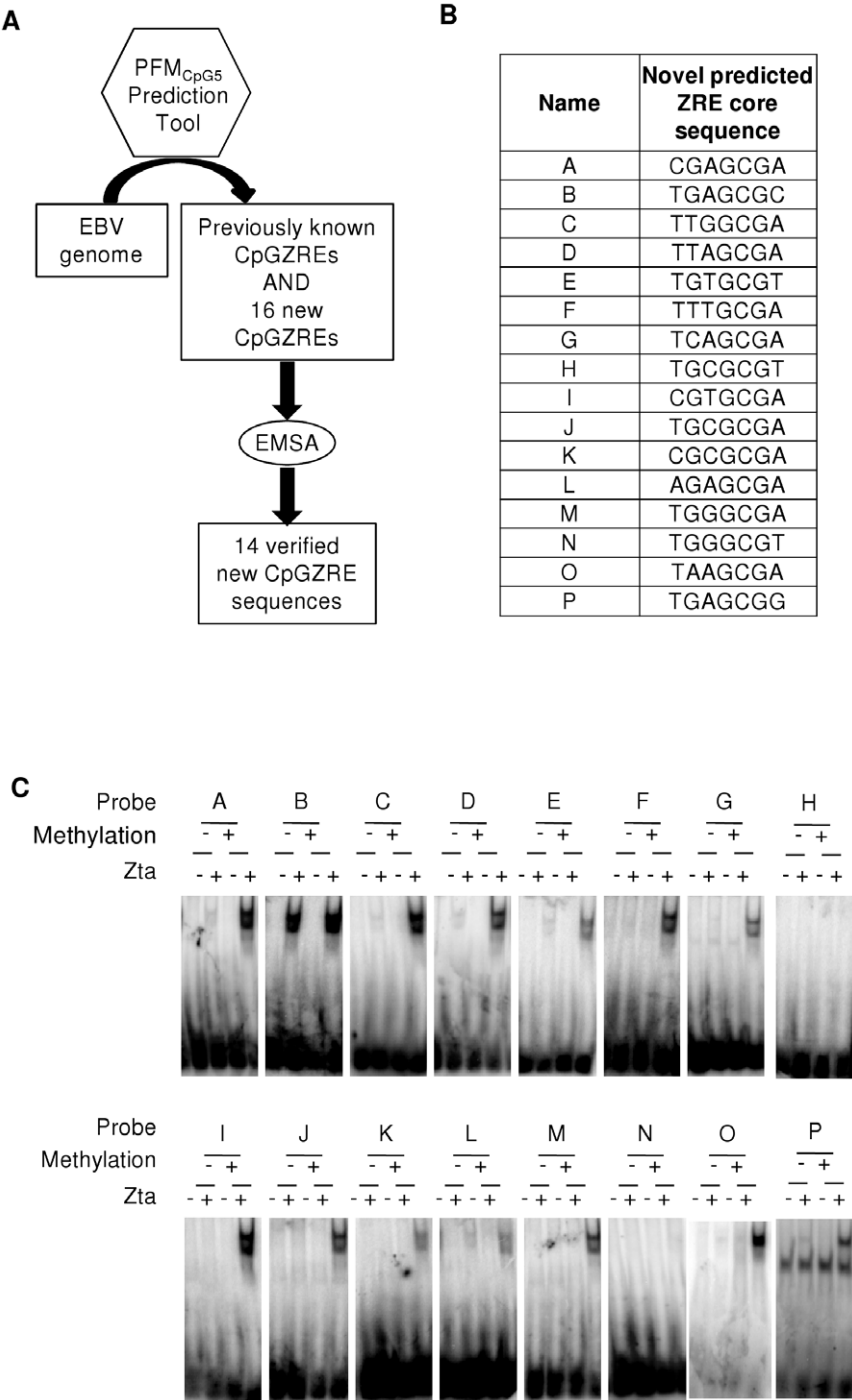 A
PFMCpG5
Prediction
Tool
EBV
genome
Previously known
CpGZREs
AND
16 new
CpGZREs
EMSA
14 verified
new CpGZRE
sequences
B
Name Novel predicted ZRE core sequence
A CGAGCGA
B TGAGCGC
C TTGGCGA
D TTAGCGA
E TGTGCGT
F TTTGCGA
G TCAGCGA
H TGCGCGT
I CGTGCGA
J TGCGCGA
K CGCGCGA
L AGAGCGA
M TGGGCGA
N TGGGCGT
O TAAGCGA
P TGAGCGG
C
Probe A B C D E F G H
Methylation - + - + - + - + - + - + - + - +
Zta - + - + - + - + - + - + - + - + - + - + - + - + - + - + - + - +
Probe I J K L M N O P
Methylation - + - + - + - + - + - + - + - +
Zta - + - + - + - + - + - + - + - + - + - + - + - + - + - + - + - +